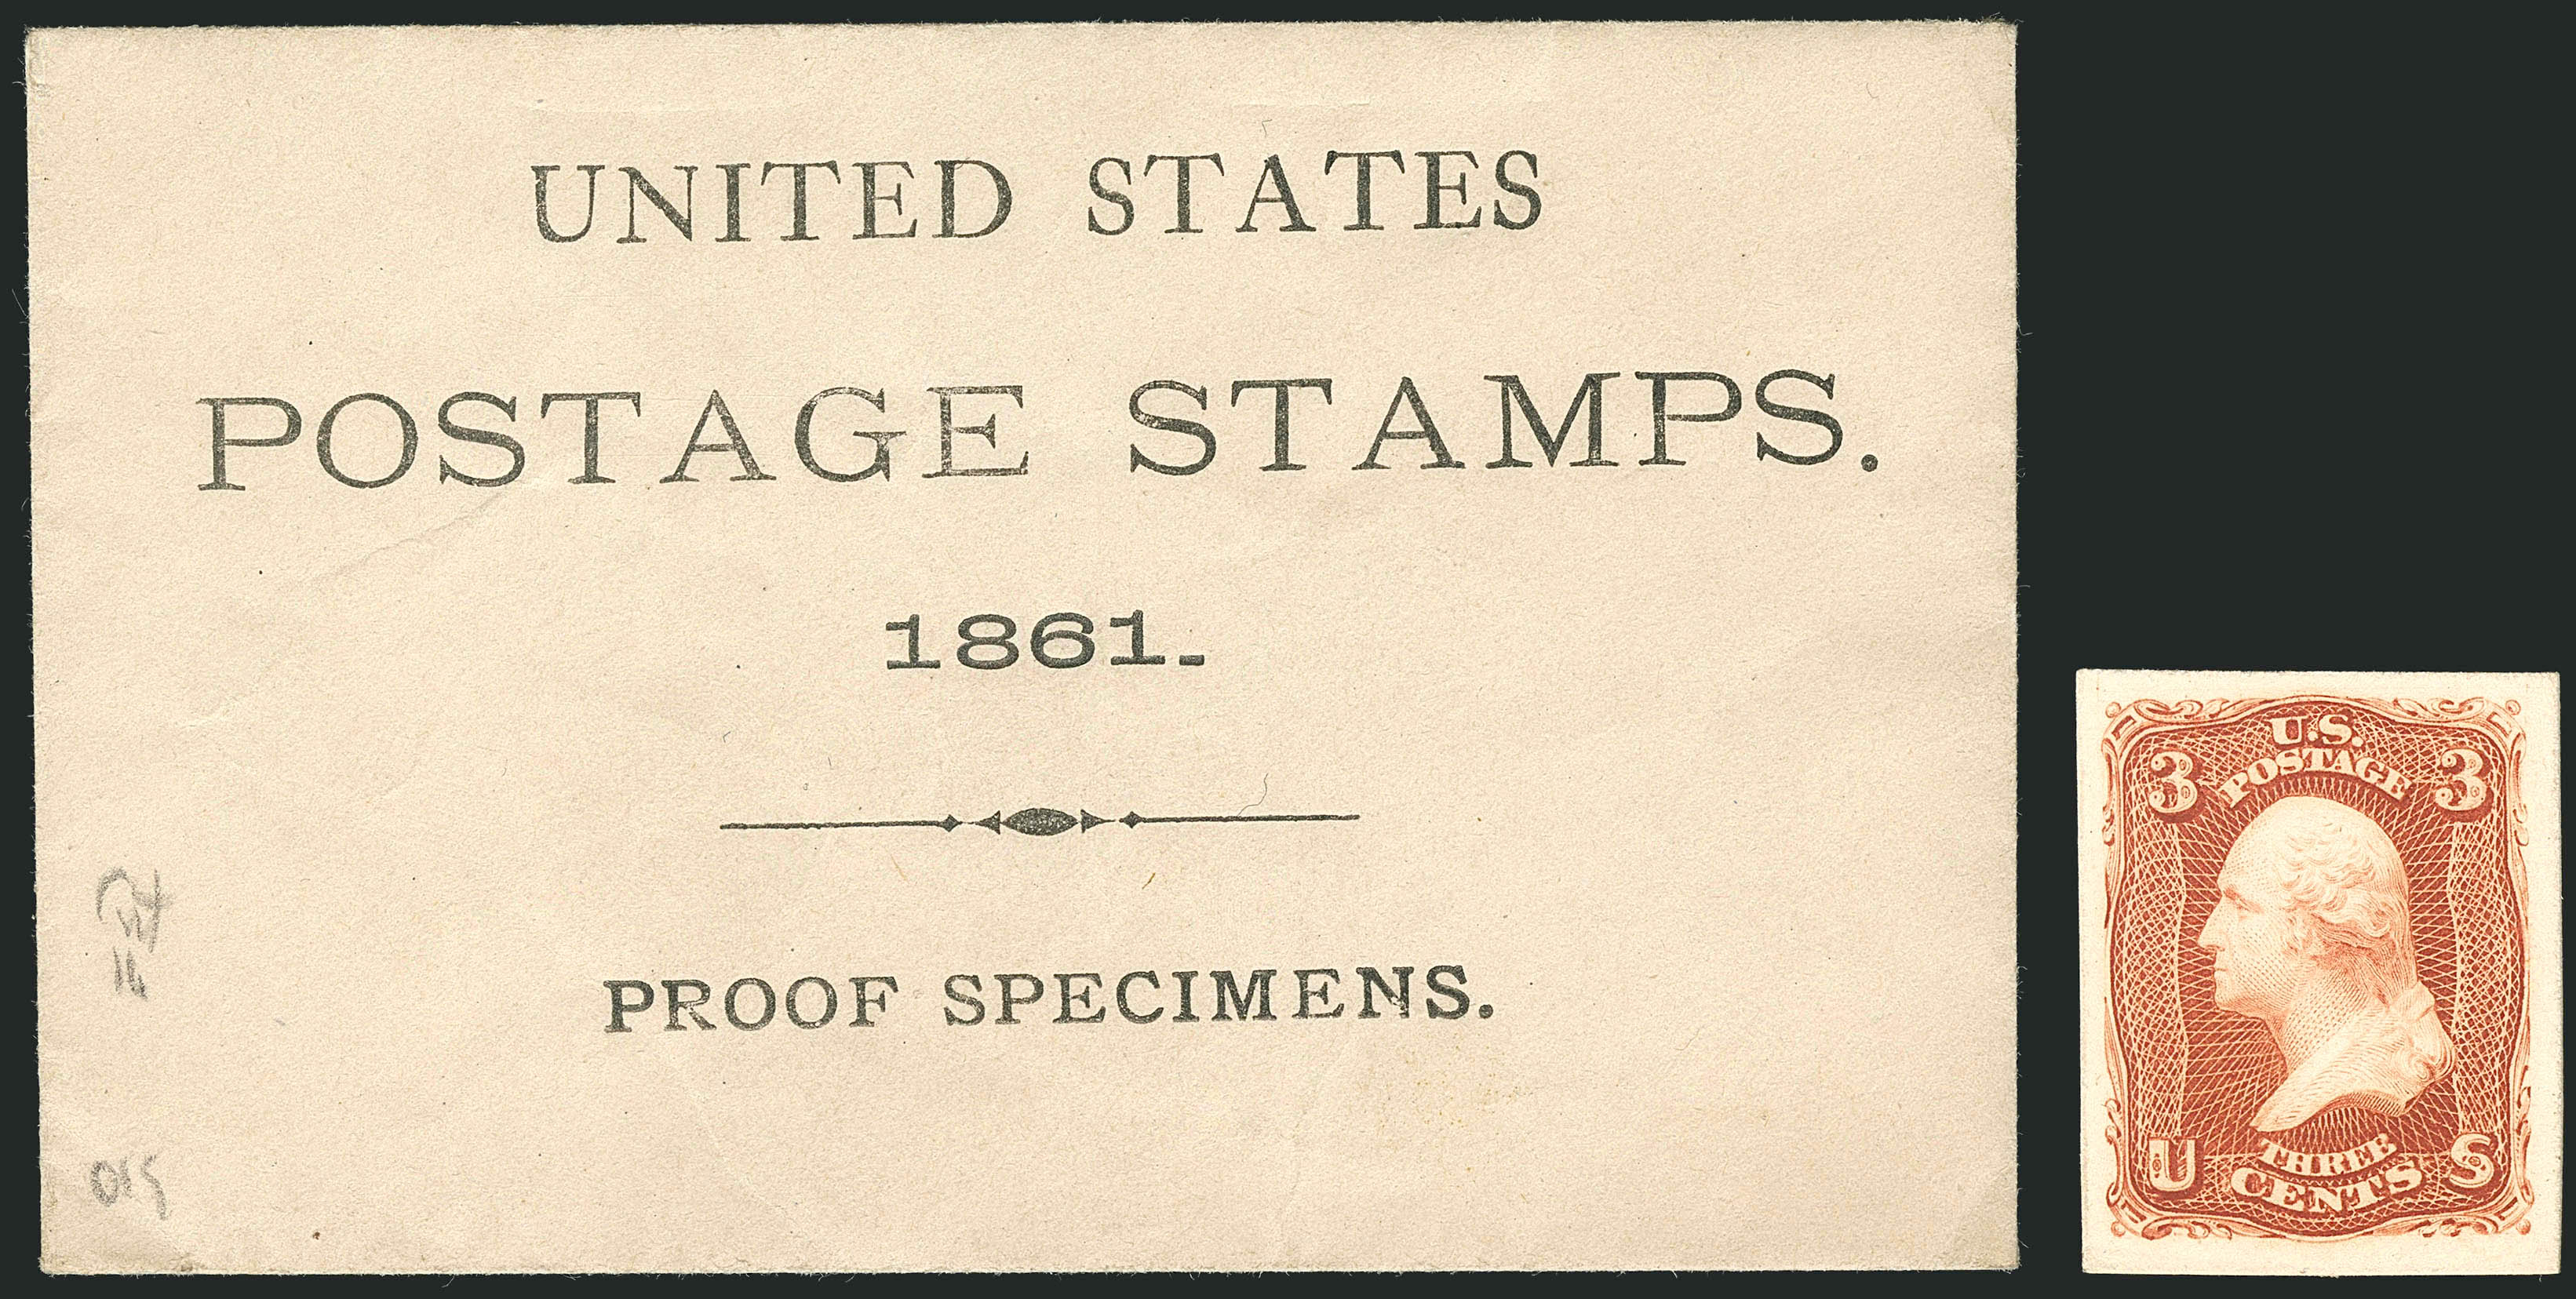 UNITED STATES
POSTAGE STAMPS.
1861.
PROOF SPECIMENS.
U.S.
POSTAGE
3 3
U S
THREE
CENTS